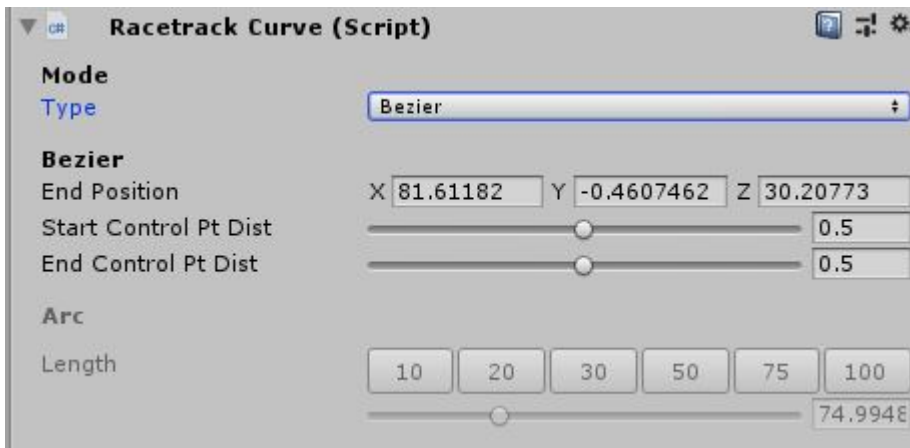 c# Racetrack Curve (Script)
Mode
Type Bezier
Bezier
End Position X 81.61182 Y -0.4607462 Z 30.20773
Start Control Pt Dist 0.5
End Control Pt Dist 0.5
Arc
Length 10 20 30 50 75 100
74.9948